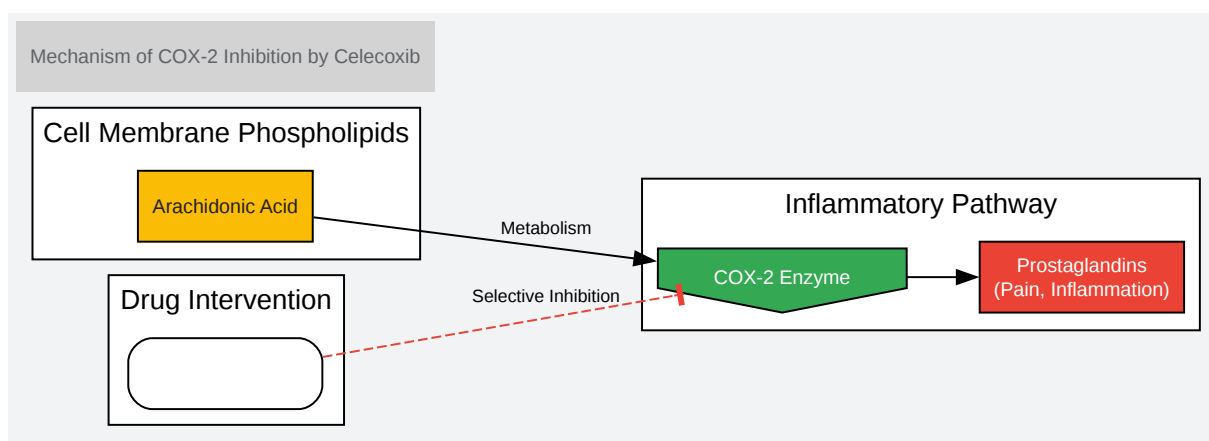 Mechanism of COX-2 Inhibition by Celecoxib
Cell Membrane Phospholipids
Arachidonic Acid
Metabolism
Inflammatory Pathway
COX-2 Enzyme
Prostaglandins
(Pain, Inflammation)
Selective Inhibition
Drug Intervention